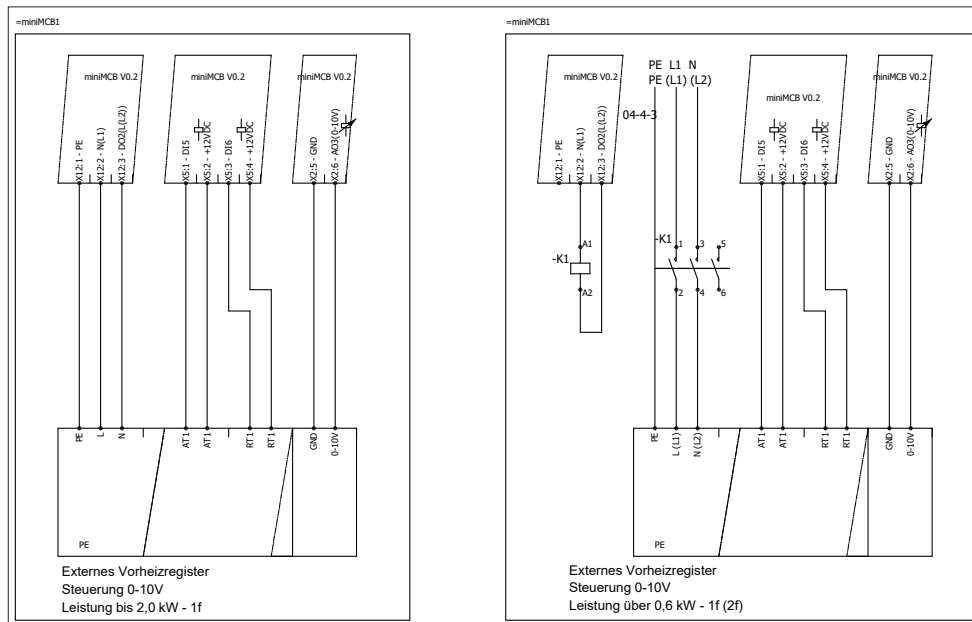 =miniMCB1
miniMCB V0.2
miniMCB V0.2
miniMCB V0.2
X12:1 - PE
X12:2 - N(L1)
X12:3 - DO2(L(L2))
X5:1 - DI5
X5:2 - +12VDC
X5:3 - DI6
X5:4 - +12VDC
X2:5 - GND
X2:6 - AO3(0-10V)
PE
L
N
AT1
AT1
RT1
RT1
GND
0-10V
PE
Externes Vorheizregister
Steuerung 0-10V
Leistung bis 2,0 kW - 1f
=miniMCB1
miniMCB V0.2
PE L1 N
PE (L1) (L2)
04-4-3
miniMCB V0.2
miniMCB V0.2
X12:1 - PE
X12:2 - N(L1)
X12:3 - DO2(L(L2))
X5:1 - DI5
X5:2 - +12VDC
X5:3 - DI6
X5:4 - +12VDC
X2:5 - GND
X2:6 - AO3(0-10V)
A1
-K1
A2
-K1
1
3
5
2
4
6
PE
L (L1)
N (L2)
AT1
AT1
RT1
RT1
GND
0-10V
PE
Externes Vorheizregister
Steuerung 0-10V
Leistung über 0,6 kW - 1f (2f)